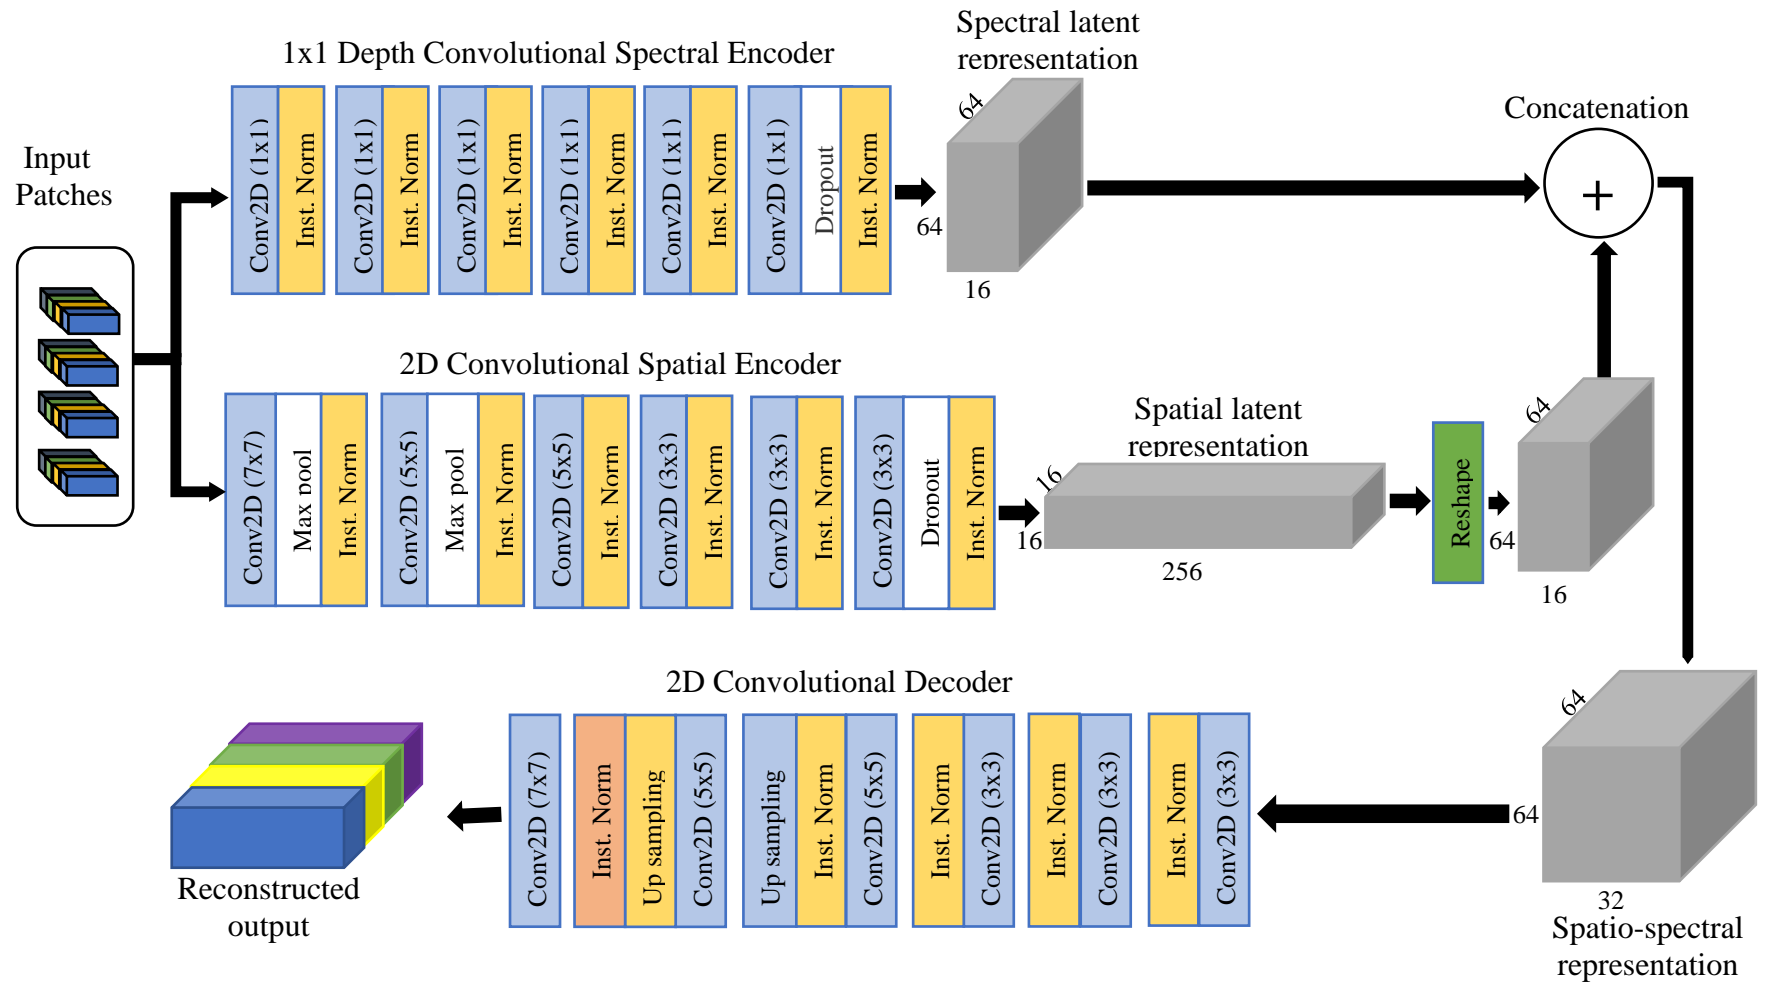 Spectral latent
representation
1x1 Depth Convolutional Spectral Encoder
Concatenation
Input
Patches
Conv2D (1x1)
Inst. Norm
Conv2D (1x1)
Inst. Norm
Conv2D (1x1)
Inst. Norm
Conv2D (1x1)
Inst. Norm
Conv2D (1x1)
Inst. Norm
Conv2D (1x1)
Dropout
Inst. Norm
64
64
16
+
2D Convolutional Spatial Encoder
Conv2D (7x7)
Max pool
Inst. Norm
Conv2D (5x5)
Max pool
Inst. Norm
Conv2D (5x5)
Inst. Norm
Conv2D (3x3)
Inst. Norm
Conv2D (3x3)
Inst. Norm
Conv2D (3x3)
Dropout
Inst. Norm
Spatial latent
representation
16
16
256
Reshape
64
64
16
2D Convolutional Decoder
Conv2D (7x7)
Inst. Norm
Up sampling
Conv2D (5x5)
Up sampling
Inst. Norm
Conv2D (5x5)
Inst. Norm
Conv2D (3x3)
Inst. Norm
Conv2D (3x3)
Inst. Norm
Conv2D (3x3)
64
64
32
Spatio-spectral
representation
Reconstructed
output